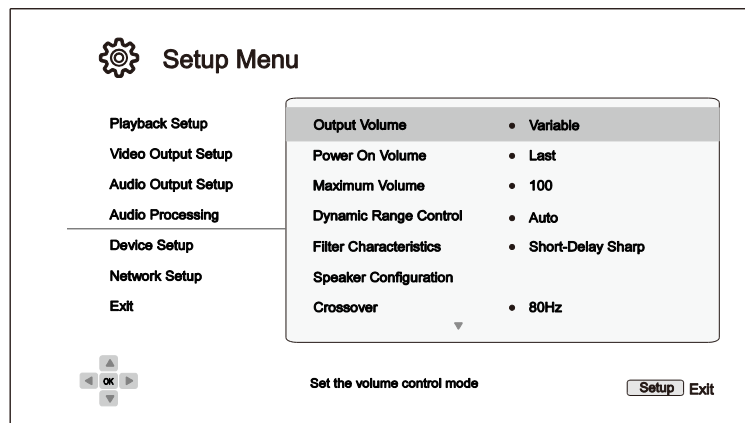 Setup Menu
Playback Setup
Video Output Setup
Audio Output Setup
Audio Processing
Device Setup
Network Setup
Exit
Output Volume • Variable
Power On Volume • Last
Maximum Volume • 100
Dynamic Range Control • Auto
Filter Characteristics • Short-Delay Sharp
Speaker Configuration
Crossover • 80Hz
OK
Set the volume control mode
Setup Exit